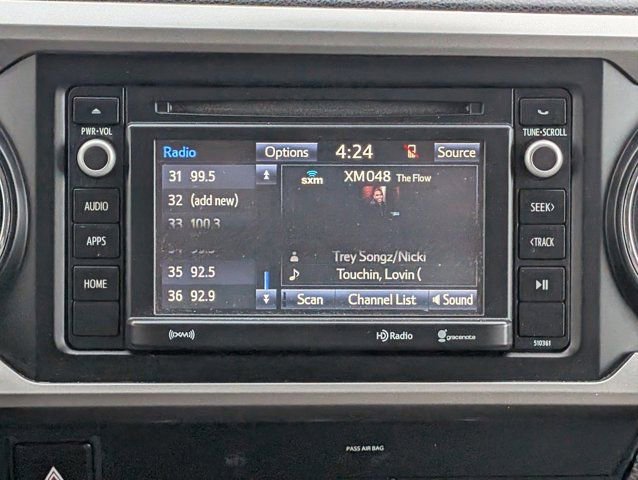 PWR•VOL
TUNE•SCROLL
Radio
Options
4:24
Source
31 99.5
32 (add new)
33 100.3
35 92.5
36 92.9
sxm
XM048 The Flow
Trey Songz/Nicki
Touchin, Lovin (
Scan
Channel List
Sound
AUDIO
APPS
HOME
SEEK>
<TRACK
((XM))
HD Radio
gracenote
510361
PASS AIR BAG